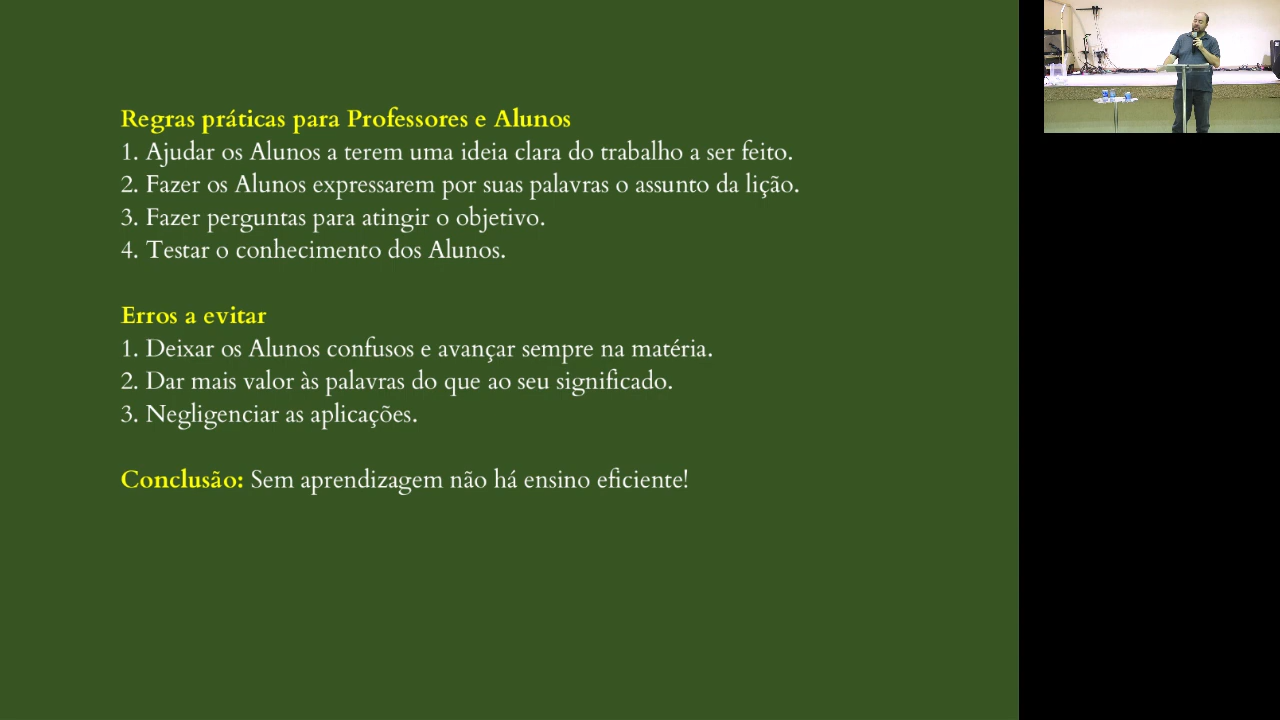 Regras práticas para Professores e Alunos
1. Ajudar os Alunos a terem uma ideia clara do trabalho a ser feito.
2. Fazer os Alunos expressarem por suas palavras o assunto da lição.
3. Fazer perguntas para atingir o objetivo.
4. Testar o conhecimento dos Alunos.
Erros a evitar
1. Deixar os Alunos confusos e avançar sempre na matéria.
2. Dar mais valor às palavras do que ao seu significado.
3. Negligenciar as aplicações.
Conclusão: Sem aprendizagem não há ensino eficiente!